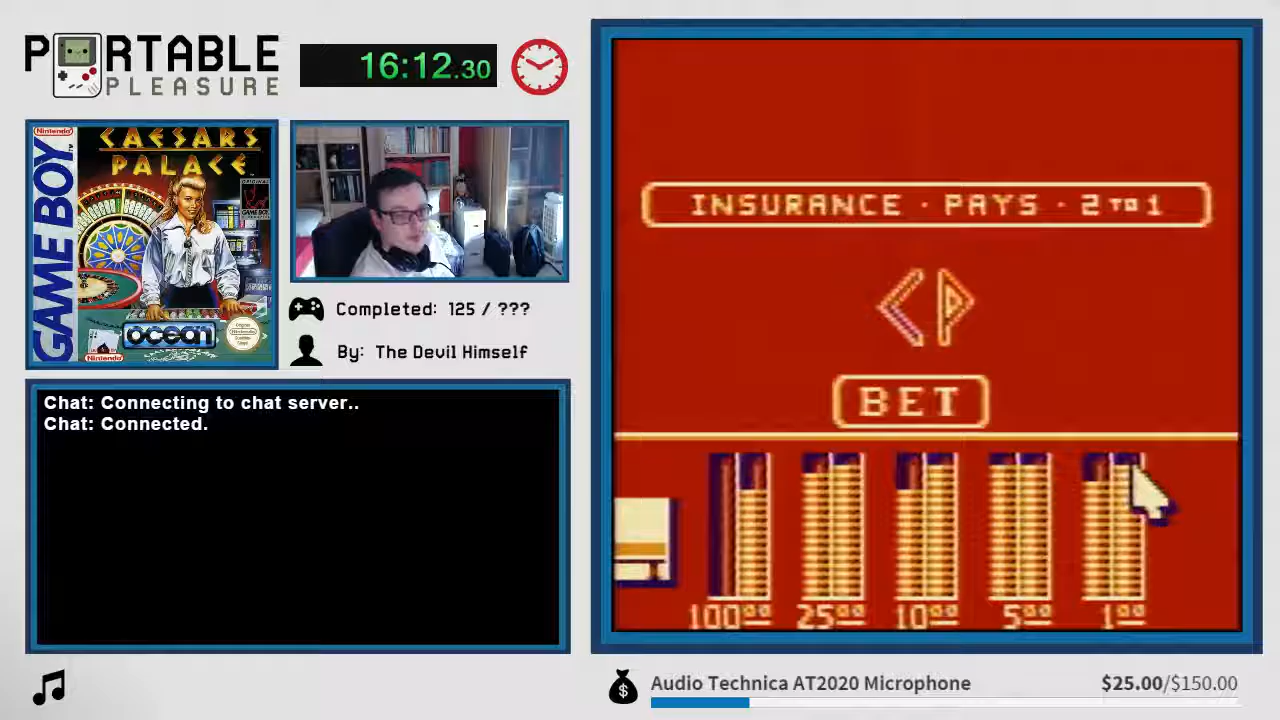 PORTABLE
PLEASURE
16:12.30
Nintendo
GAME BOY
CAESARS
PALACE
ocean
Nintendo
Completed: 125 / ???
By: The Devil Himself
Chat: Connecting to chat server..
Chat: Connected.
INSURANCE · PAYS · 2 TO 1
CP
BET
100 00 25 00 10 00 5 00 1 00
Audio Technica AT2020 Microphone
$25.00/$150.00